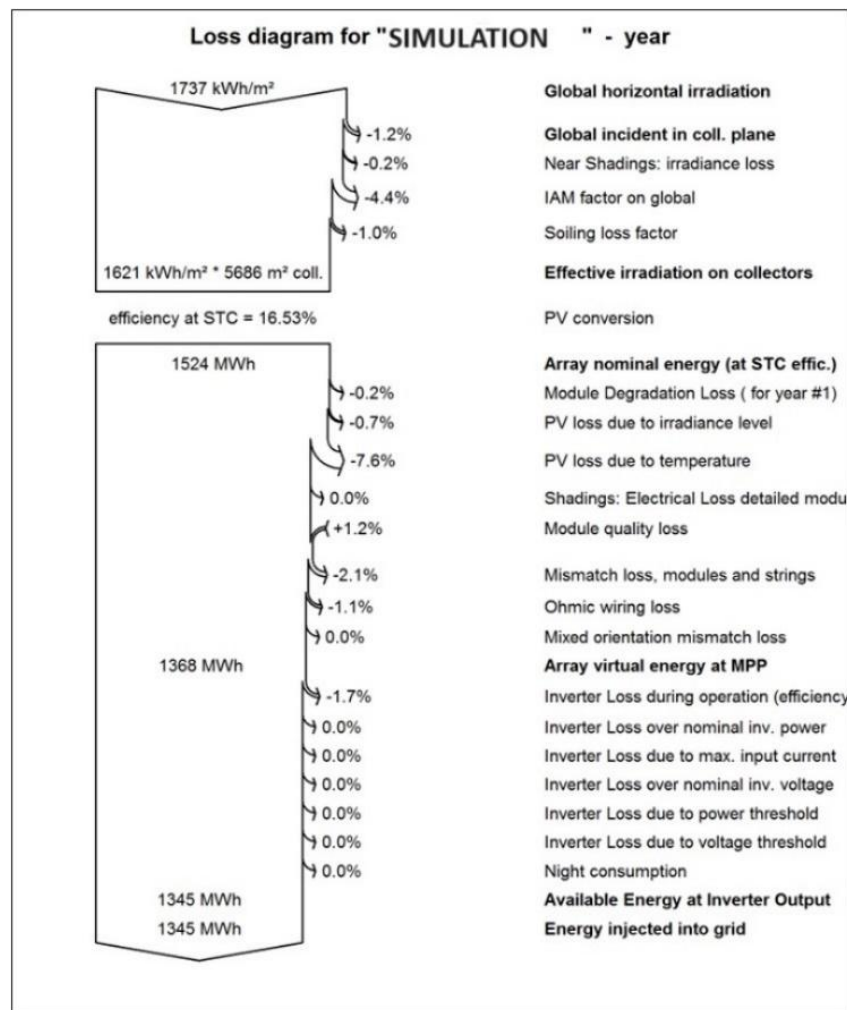 Loss diagram for "SIMULATION " - year
1737 kWh/m² Global horizontal irradiation
-1.2% Global incident in coll. plane
-0.2% Near Shadings: irradiance loss
-4.4% IAM factor on global
-1.0% Soiling loss factor
1621 kWh/m² * 5686 m² coll. Effective irradiation on collectors
efficiency at STC = 16.53% PV conversion
1524 MWh Array nominal energy (at STC effic.)
-0.2% Module Degradation Loss ( for year #1)
-0.7% PV loss due to irradiance level
-7.6% PV loss due to temperature
0.0% Shadings: Electrical Loss detailed modu
+1.2% Module quality loss
-2.1% Mismatch loss, modules and strings
-1.1% Ohmic wiring loss
0.0% Mixed orientation mismatch loss
1368 MWh Array virtual energy at MPP
-1.7% Inverter Loss during operation (efficiency
0.0% Inverter Loss over nominal inv. power
0.0% Inverter Loss due to max. input current
0.0% Inverter Loss over nominal inv. voltage
0.0% Inverter Loss due to power threshold
0.0% Inverter Loss due to voltage threshold
0.0% Night consumption
1345 MWh Available Energy at Inverter Output
1345 MWh Energy injected into grid